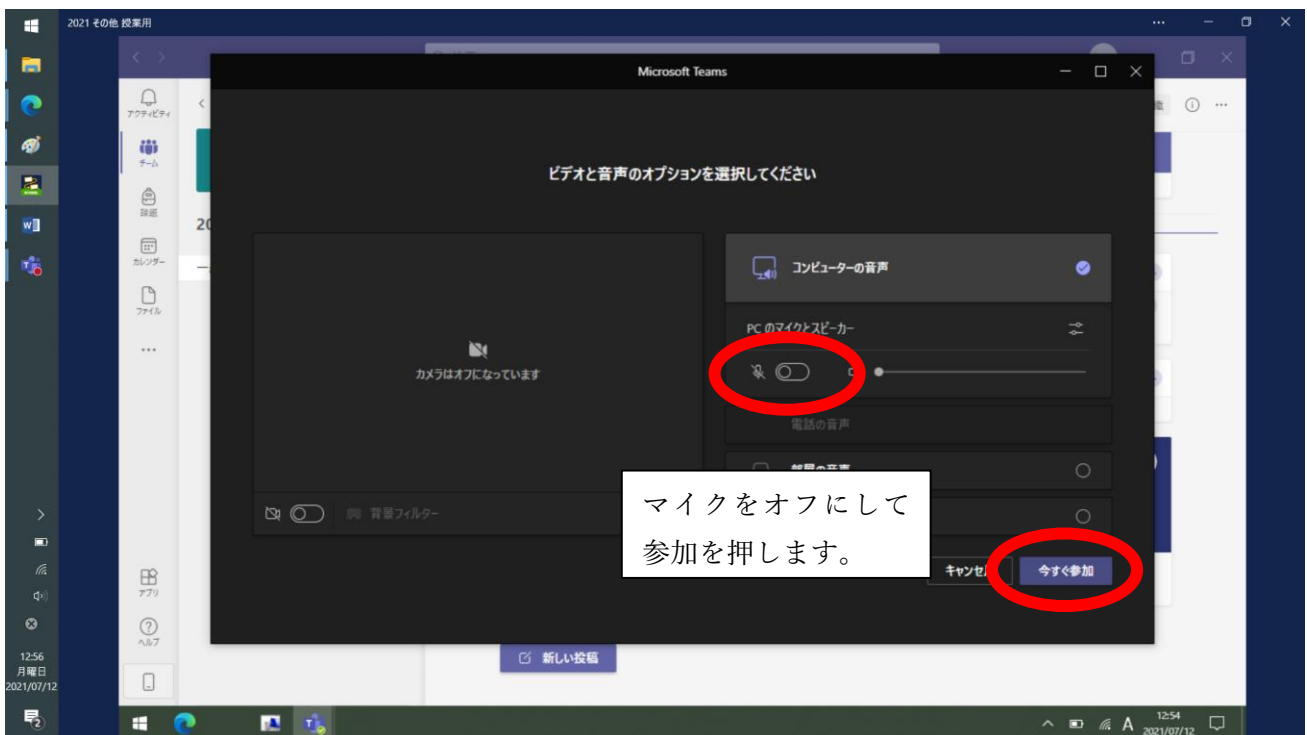 2021 その他 授業用
Microsoft Teams
アクティビティ
チーム
課題
カレンダー
ファイル
20
ビデオと音声のオプションを選択してください
コンピューターの音声
PC のマイクとスピーカー
カメラはオフになっています
電話の音声
部屋の音声
背景フィルター
マイクをオフにして
参加を押します。
キャンセル
今すぐ参加
アプリ
ヘルプ
新しい投稿
12:56
月曜日
2021/07/12
2
A
12:54
2021/07/12